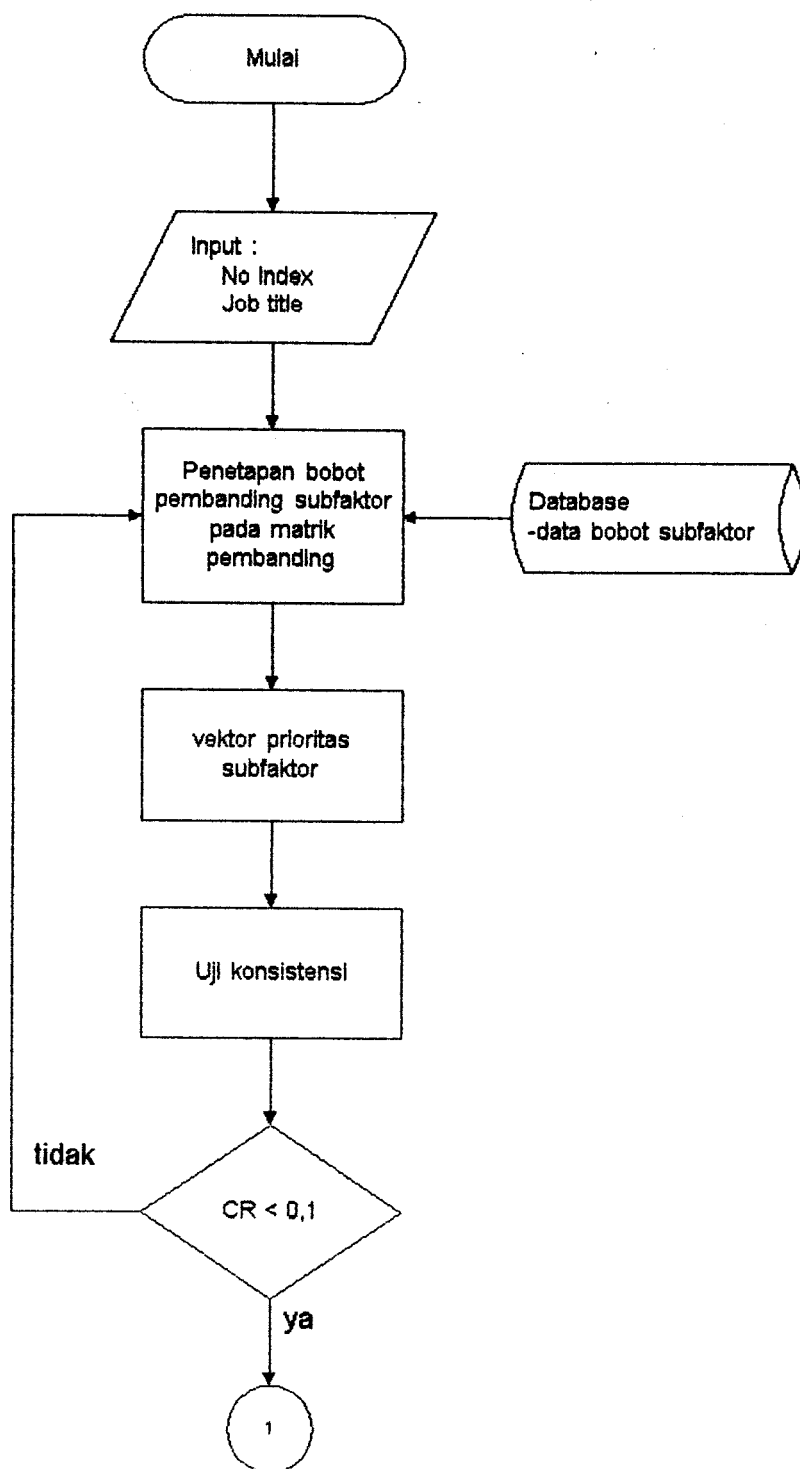 Mulai
Input :
No Index
Job title
Penetapan bobot
pembanding subfaktor
pada matrik
pembanding
Database
-data bobot subfaktor
vektor prioritas
subfaktor
Uji konsistensi
tidak
CR < 0,1
ya
1